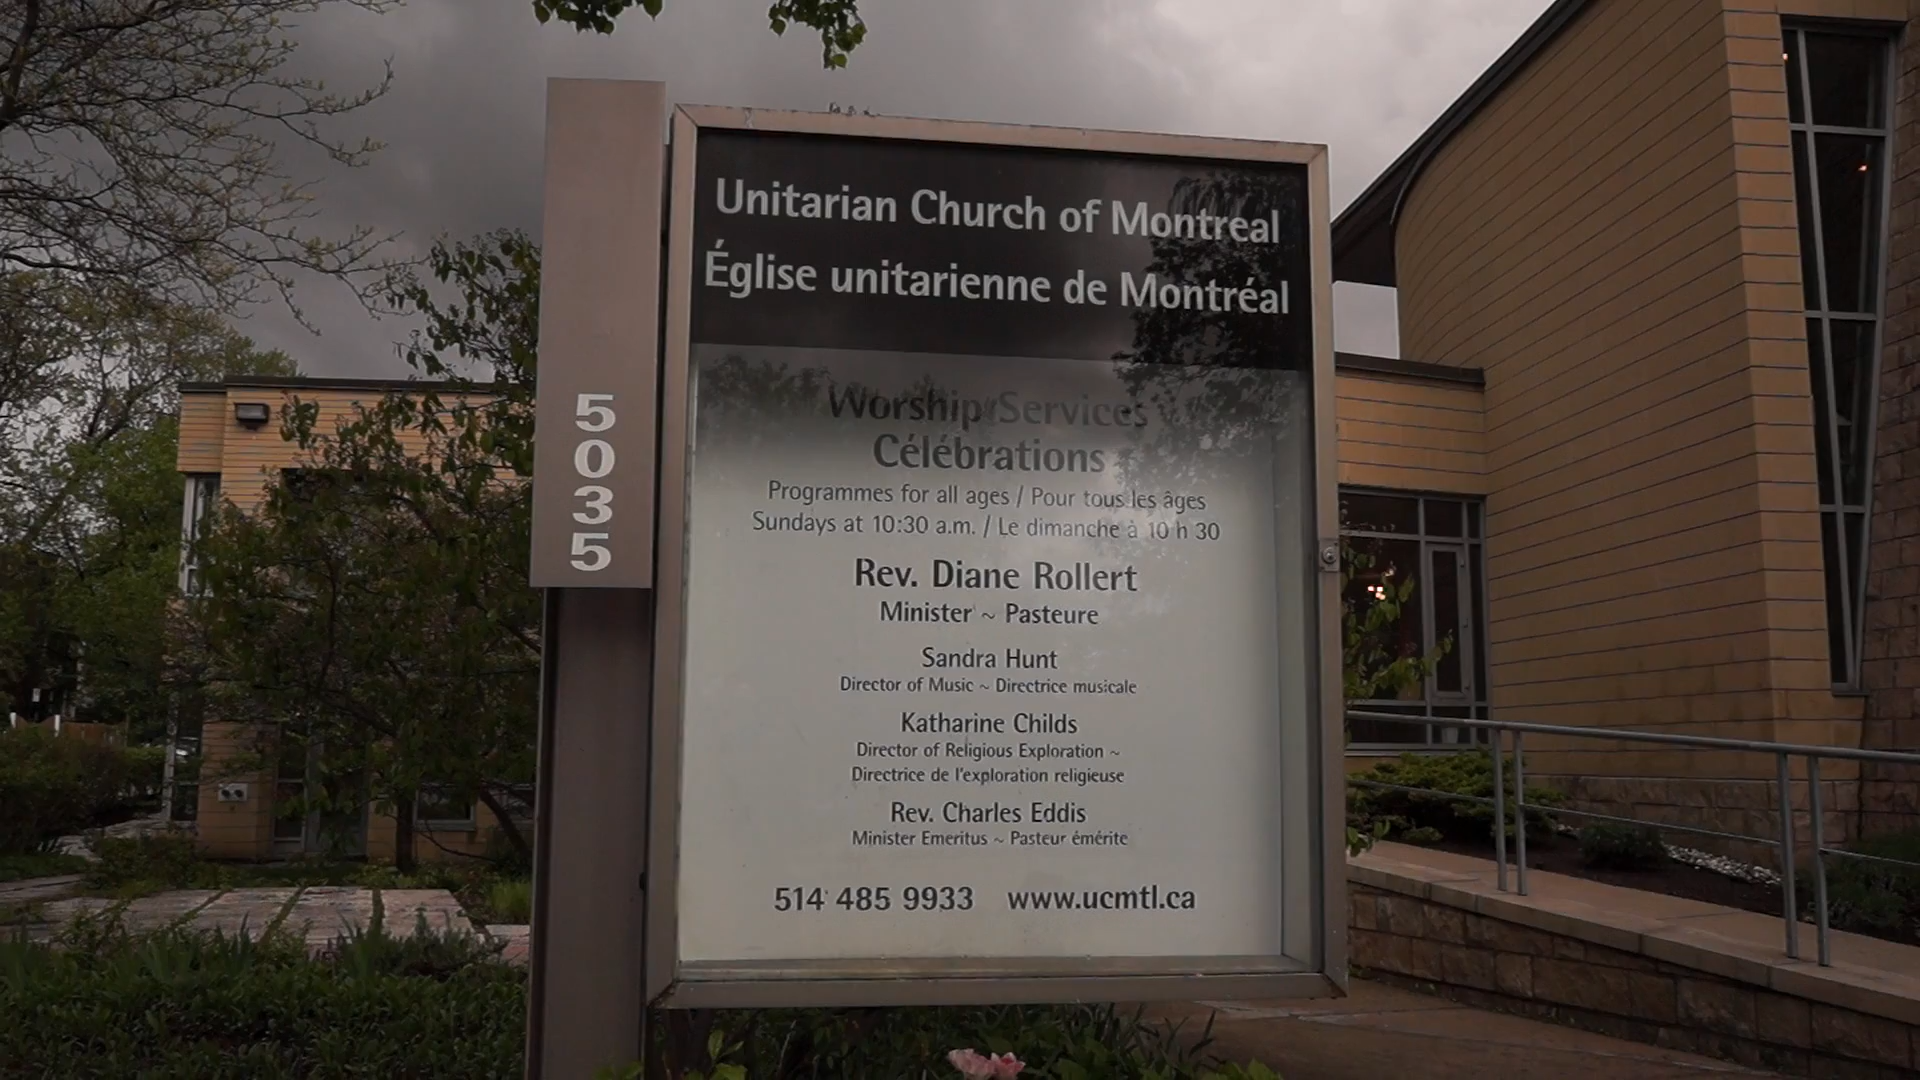 Unitarian Church of Montreal
Église unitarienne de Montréal
5035
Worship Services
Célébrations
Programmes for all ages / Pour tous les âges
Sundays at 10:30 a.m. / Le dimanche à 10 h 30
Rev. Diane Rollert
Minister ~ Pasteure
Sandra Hunt
Director of Music ~ Directrice musicale
Katharine Childs
Director of Religious Exploration ~
Directrice de l'exploration religieuse
Rev. Charles Eddis
Minister Emeritus ~ Pasteur émérite
514 485 9933 www.ucmtl.ca